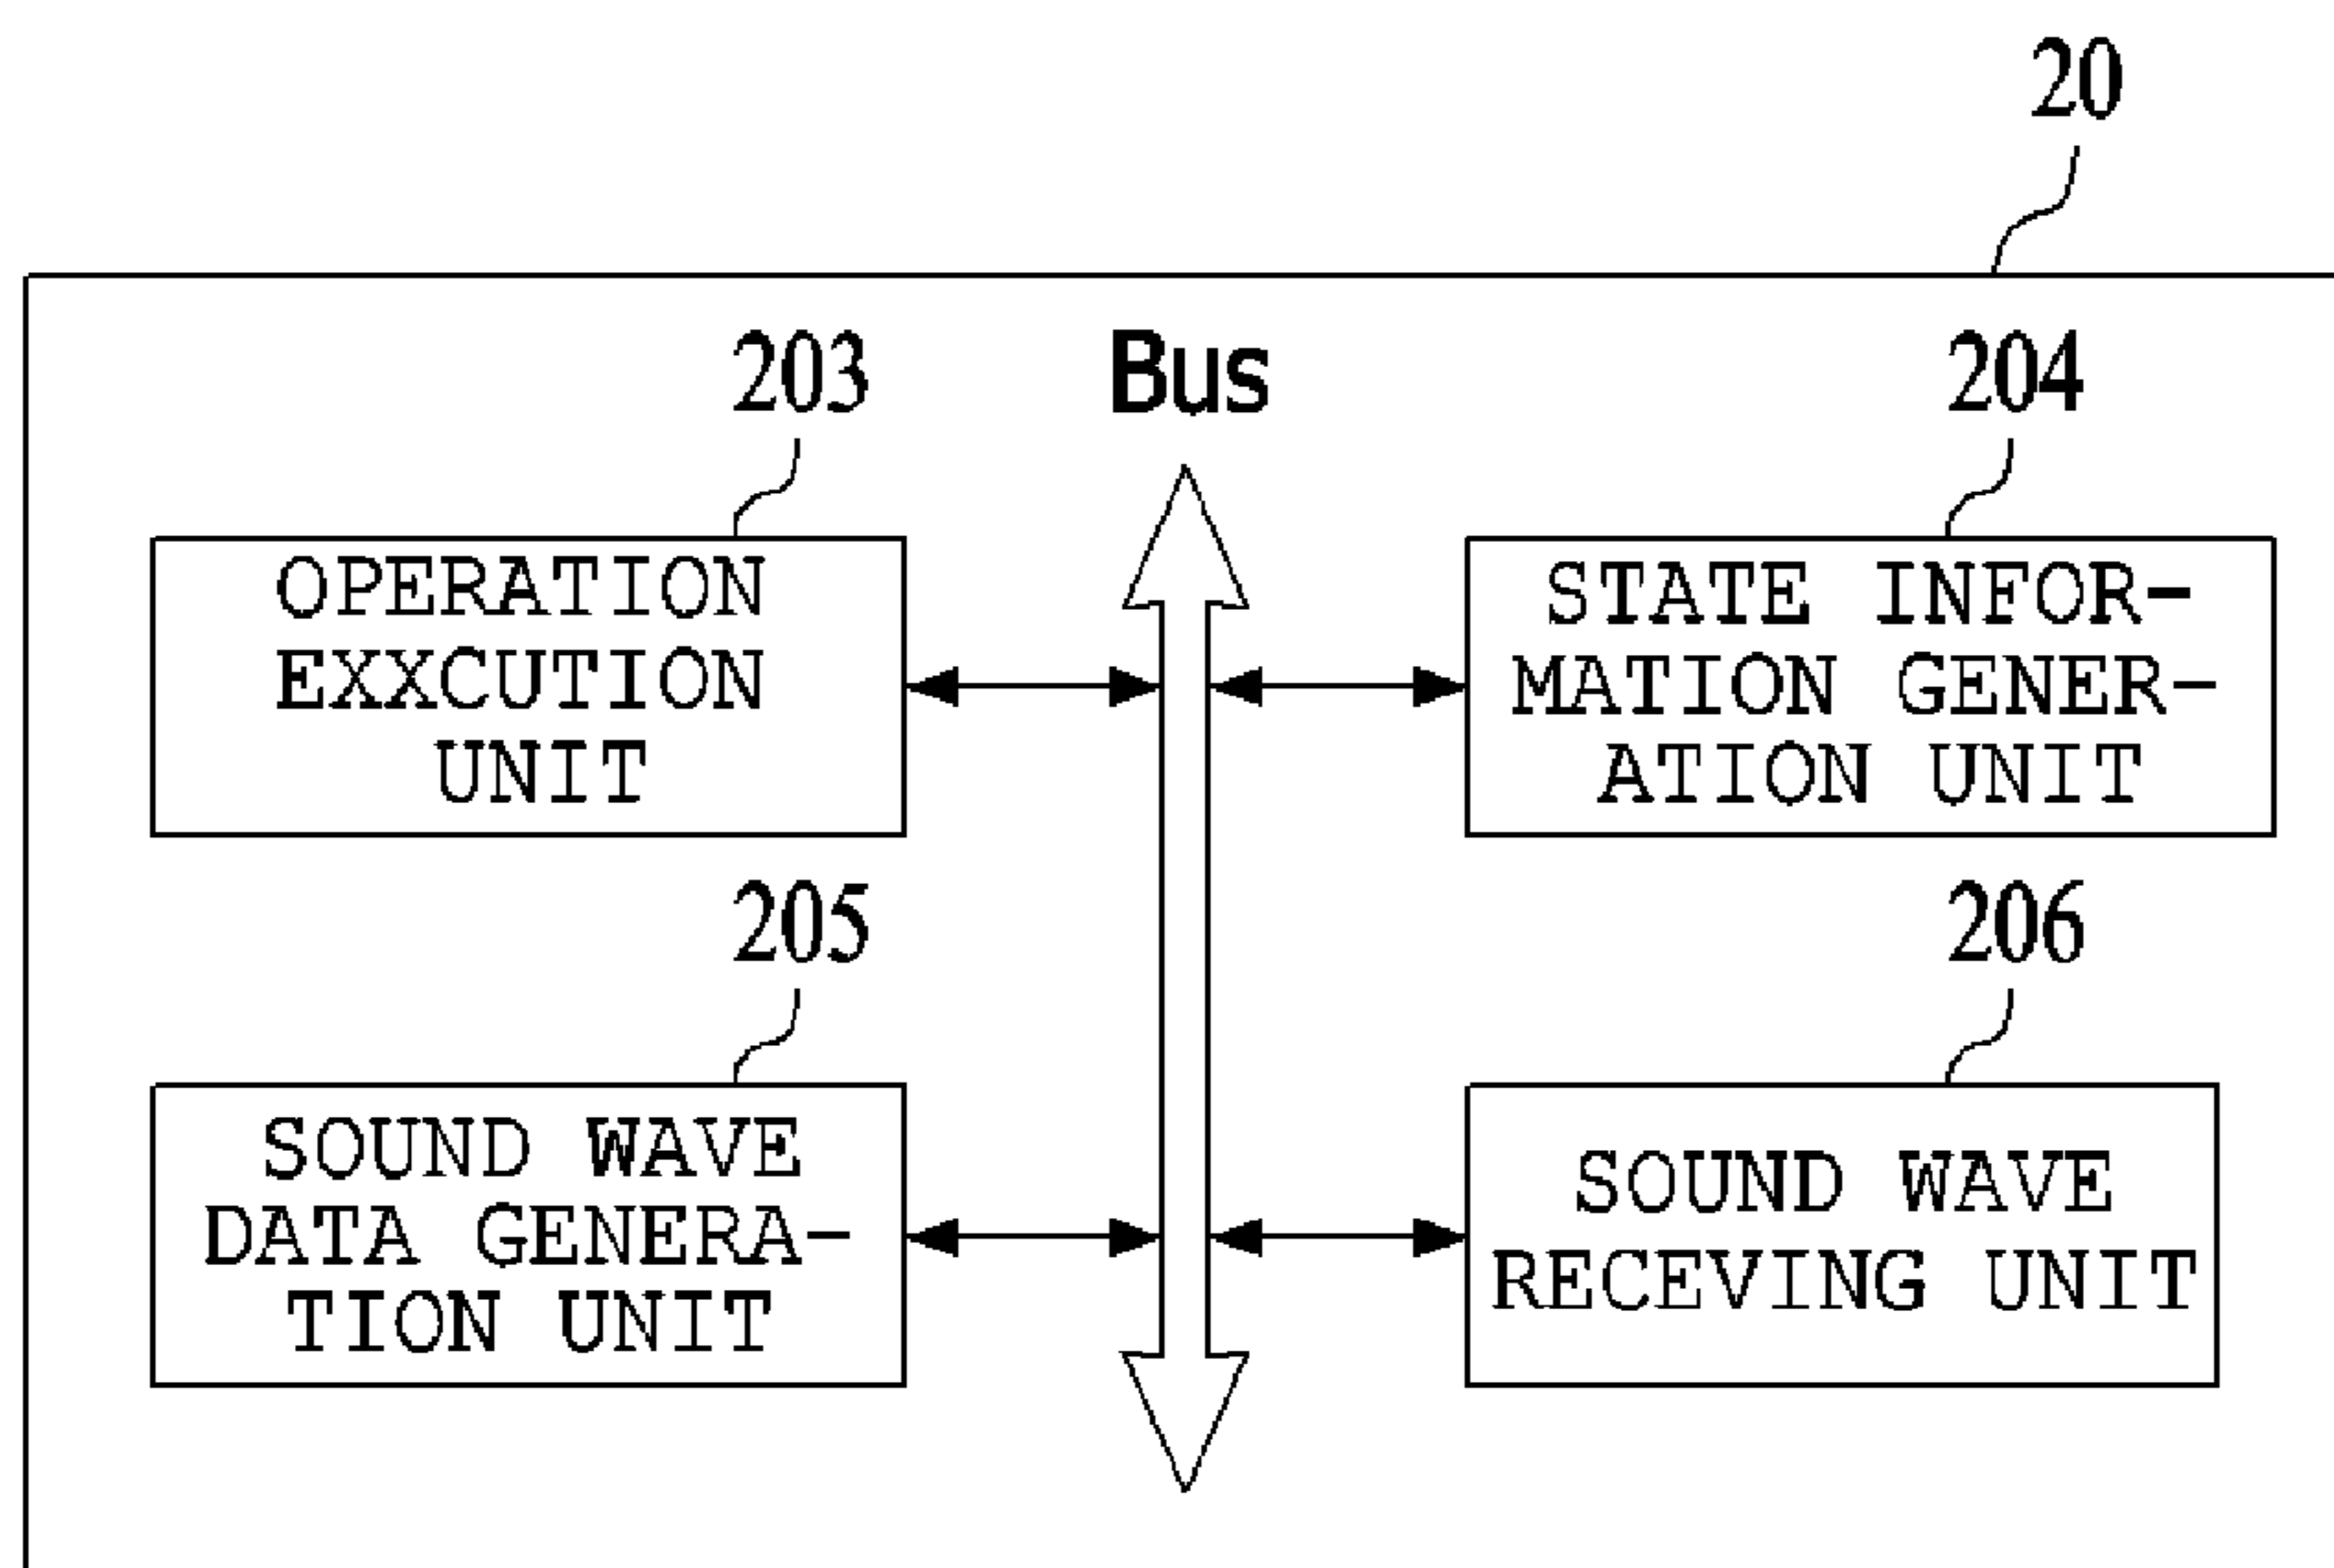 20
203
Bus
204
OPERATION
EXXCUTION
UNIT
STATE INFOR-
MATION GENER-
ATION UNIT
205
206
SOUND WAVE
DATA GENERA-
TION UNIT
SOUND WAVE
RECEVING UNIT